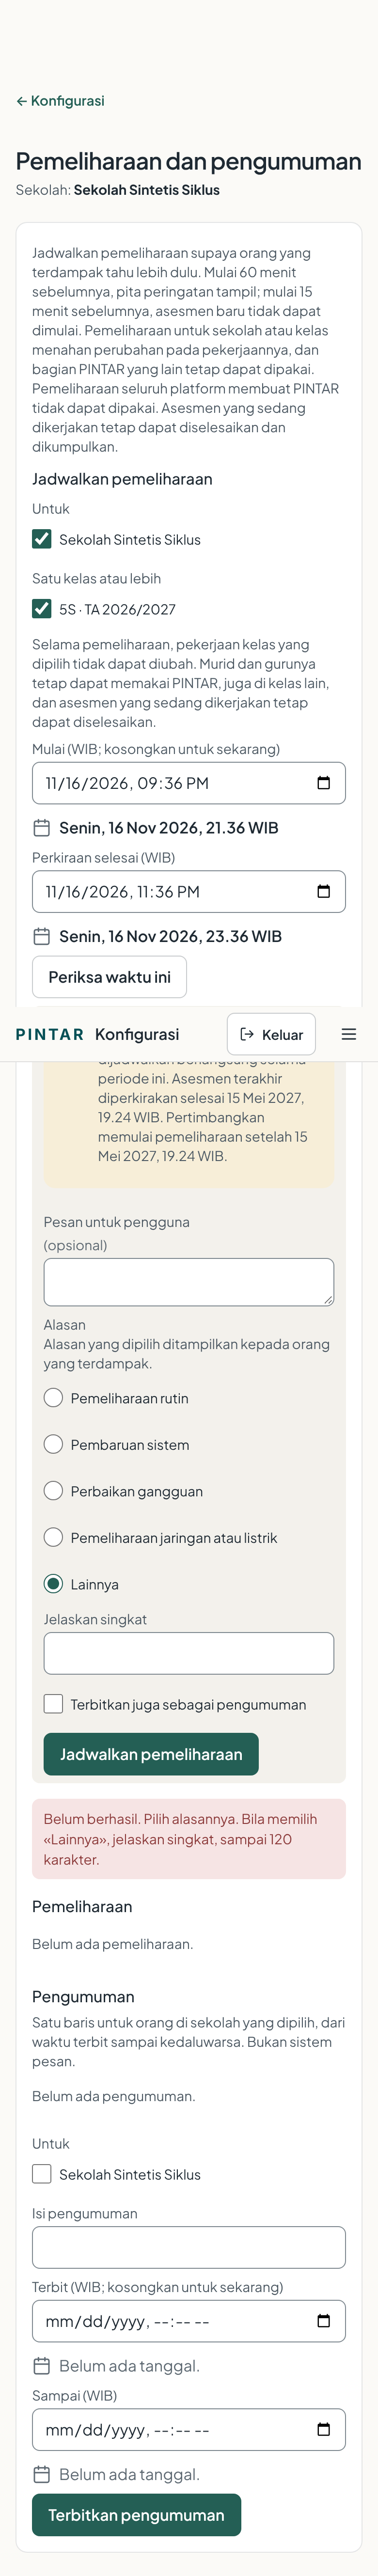 ← Konfigurasi
Pemeliharaan dan pengumuman
Sekolah: Sekolah Sintetis Siklus
Jadwalkan pemeliharaan supaya orang yang
terdampak tahu lebih dulu. Mulai 60 menit
sebelumnya, pita peringatan tampil; mulai 15
menit sebelumnya, asesmen baru tidak dapat
dimulai. Pemeliharaan untuk sekolah atau kelas
menahan perubahan pada pekerjaannya, dan
bagian PINTAR yang lain tetap dapat dipakai.
Pemeliharaan seluruh platform membuat PINTAR
tidak dapat dipakai. Asesmen yang sedang
dikerjakan tetap dapat diselesaikan dan
dikumpulkan.
Jadwalkan pemeliharaan
Untuk
Sekolah Sintetis Siklus
Satu kelas atau lebih
5S · TA 2026/2027
Selama pemeliharaan, pekerjaan kelas yang
dipilih tidak dapat diubah. Murid dan gurunya
tetap dapat memakai PINTAR, juga di kelas lain,
dan asesmen yang sedang dikerjakan tetap
dapat diselesaikan.
Mulai (WIB; kosongkan untuk sekarang)
11/16/2026, 09:36 PM
Senin, 16 Nov 2026, 21.36 WIB
Perkiraan selesai (WIB)
11/16/2026, 11:36 PM
Senin, 16 Nov 2026, 23.36 WIB
Periksa waktu ini
PINTAR Konfigurasi Keluar
dijadwalkan berlangsung selama
periode ini. Asesmen terakhir
diperkirakan selesai 15 Mei 2027,
19.24 WIB. Pertimbangkan
memulai pemeliharaan setelah 15
Mei 2027, 19.24 WIB.
Pesan untuk pengguna
(opsional)
Alasan
Alasan yang dipilih ditampilkan kepada orang
yang terdampak.
Pemeliharaan rutin
Pembaruan sistem
Perbaikan gangguan
Pemeliharaan jaringan atau listrik
Lainnya
Jelaskan singkat
Terbitkan juga sebagai pengumuman
Jadwalkan pemeliharaan
Belum berhasil. Pilih alasannya. Bila memilih
«Lainnya», jelaskan singkat, sampai 120
karakter.
Pemeliharaan
Belum ada pemeliharaan.
Pengumuman
Satu baris untuk orang di sekolah yang dipilih, dari
waktu terbit sampai kedaluwarsa. Bukan sistem
pesan.
Belum ada pengumuman.
Untuk
Sekolah Sintetis Siklus
Isi pengumuman
Terbit (WIB; kosongkan untuk sekarang)
mm/dd/yyyy, --:-- --
Belum ada tanggal.
Sampai (WIB)
mm/dd/yyyy, --:-- --
Belum ada tanggal.
Terbitkan pengumuman